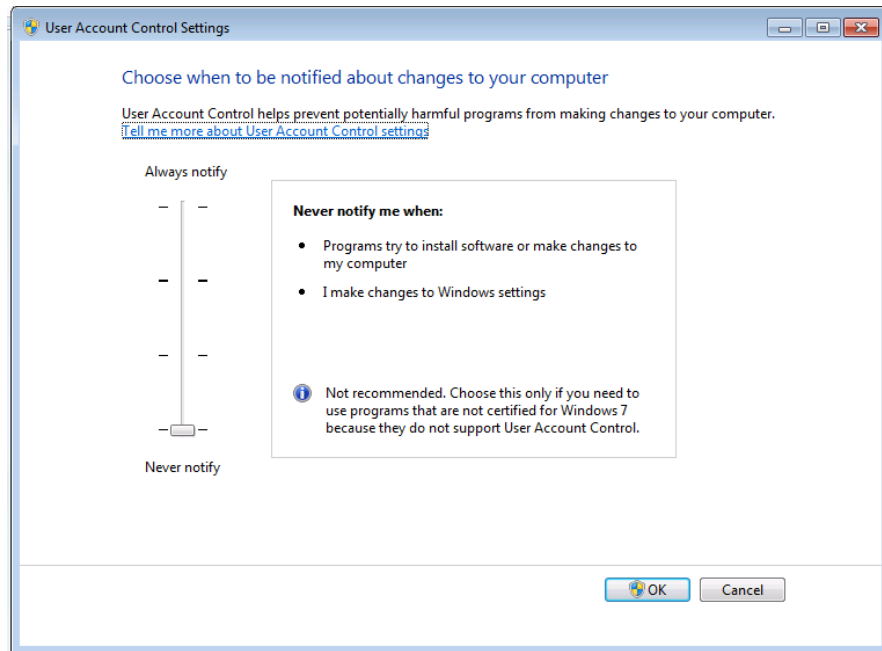 User Account Control Settings
Choose when to be notified about changes to your computer
User Account Control helps prevent potentially harmful programs from making changes to your computer.
Tell me more about User Account Control settings
Always notify
Never notify me when:
• Programs try to install software or make changes to
my computer
• I make changes to Windows settings
Not recommended. Choose this only if you need to
use programs that are not certified for Windows 7
because they do not support User Account Control.
Never notify
OK
Cancel